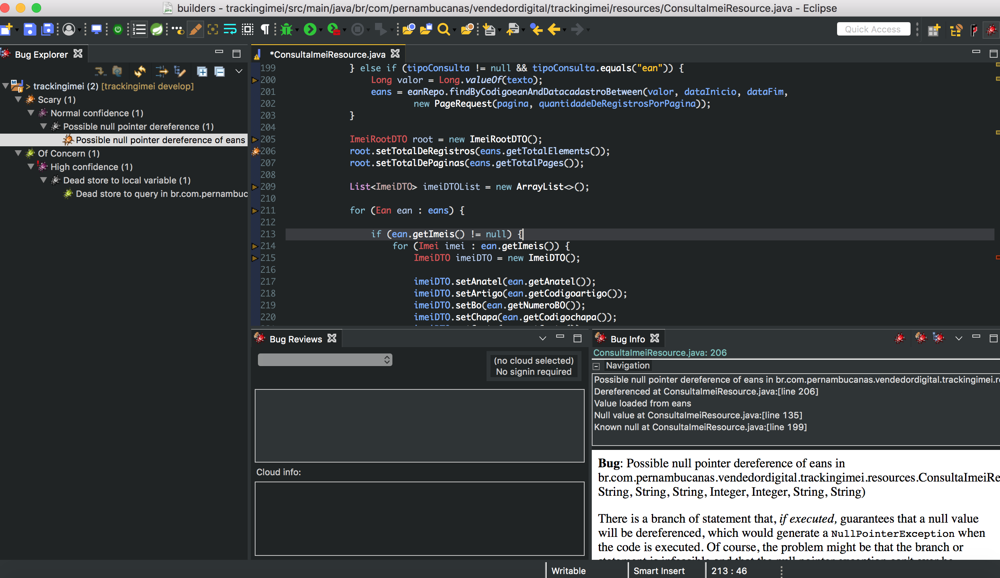 builders - trackingimei/src/main/java/br/com/pernambucanas/vendedordigital/trackingimei/resources/ConsultaImeiResource.java - Eclipse
Quick Access
Bug Explorer
> trackingimei (2) [trackingimei develop]
Scary (1)
Normal confidence (1)
Possible null pointer dereference (1)
Possible null pointer dereference of eans
Of Concern (1)
High confidence (1)
Dead store to local variable (1)
Dead store to query in br.com.pernambuc
*ConsultaImeiResource.java
199 } else if (tipoConsulta != null && tipoConsulta.equals("ean")) {
200 Long valor = Long.valueOf(texto);
201 eans = eanRepo.findByCodigoeanAndDatacadastroBetween(valor, dataInicio, dataFim,
202 new PageRequest(pagina, quantidadeDeRegistrosPorPagina));
203 }
204
205 ImeiRootDTO root = new ImeiRootDTO();
206 root.setTotalDeRegistros(eans.getTotalElements());
207 root.setTotalDePaginas(eans.getTotalPages());
208
209 List<ImeiDTO> imeiDTOList = new ArrayList<>();
210
211 for (Ean ean : eans) {
212
213 if (ean.getImeis() != null) {
214 for (Imei imei : ean.getImeis()) {
215 ImeiDTO imeiDTO = new ImeiDTO();
216
217 imeiDTO.setAnatel(ean.getAnatel());
218 imeiDTO.setArtigo(ean.getCodigoartigo());
219 imeiDTO.setBo(ean.getNumeroBO());
220 imeiDTO.setChapa(ean.getCodigochapa());
Bug Reviews
(no cloud selected)
No signin required
Cloud info:
Bug Info
ConsultaImeiResource.java: 206
Navigation
Possible null pointer dereference of eans in br.com.pernambucanas.vendedordigital.trackingimei.r
Dereferenced at ConsultaImeiResource.java:[line 206]
Value loaded from eans
Null value at ConsultaImeiResource.java:[line 135]
Known null at ConsultaImeiResource.java:[line 199]
Bug: Possible null pointer dereference of eans in
br.com.pernambucanas.vendedordigital.trackingimei.resources.ConsultaImeiRe
String, String, String, Integer, Integer, String, String)
There is a branch of statement that, if executed, guarantees that a null value
will be dereferenced, which would generate a NullPointerException when
the code is executed. Of course, the problem might be that the branch or
Writable
Smart Insert
213 : 46